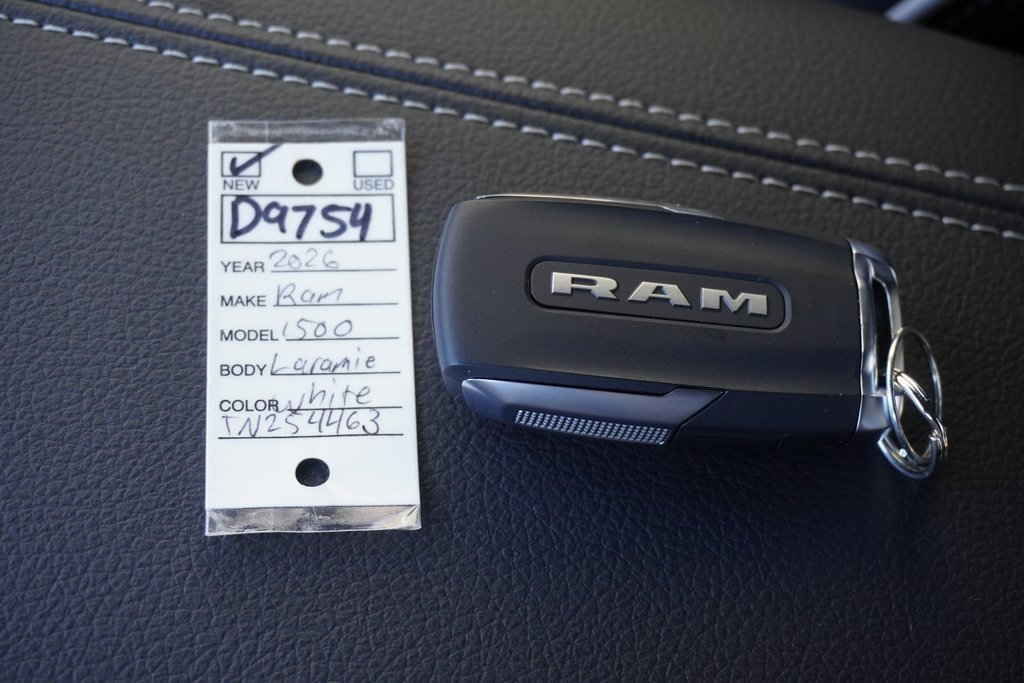 NEW USED
D9754
YEAR 2026
MAKE Ram
MODEL 1500
BODY Laramie
COLOR white
TN254463
RAM